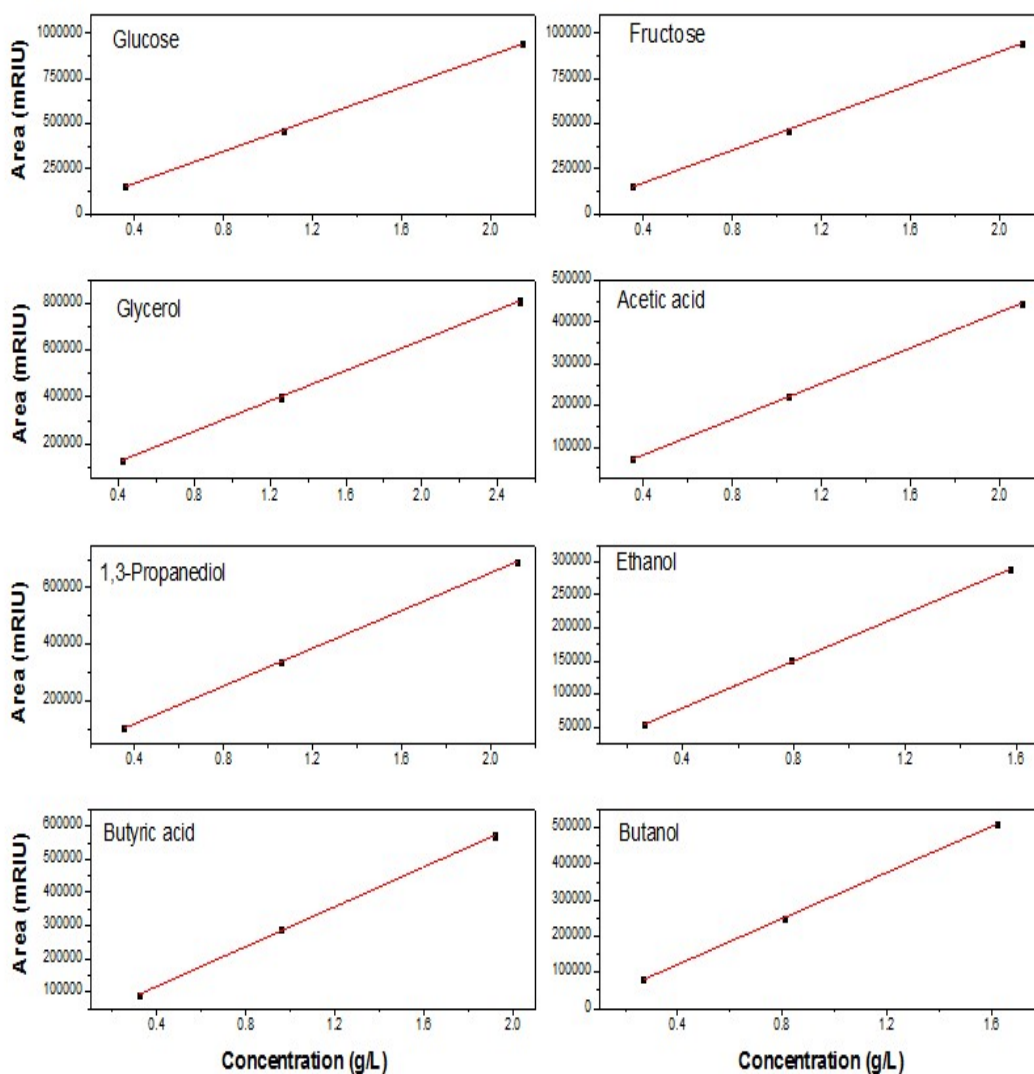 Glucose
Area (mRIU)
1000000
750000
500000
250000
0
0.4 0.8 1.2 1.6 2.0
Fructose
1000000
750000
500000
250000
0
0.4 0.8 1.2 1.6 2.0
Glycerol
Area (mRIU)
800000
600000
400000
200000
0.4 0.8 1.2 1.6 2.0 2.4
Acetic acid
500000
400000
300000
200000
100000
0.4 0.8 1.2 1.6 2.0
1,3-Propanediol
Area (mRIU)
600000
400000
200000
0.4 0.8 1.2 1.6 2.0
Ethanol
300000
250000
200000
150000
100000
50000
0.4 0.8 1.2 1.6
Butyric acid
Area (mRIU)
600000
500000
400000
300000
200000
100000
0.4 0.8 1.2 1.6 2.0
Concentration (g/L)
Butanol
500000
400000
300000
200000
100000
0
0.4 0.8 1.2 1.6
Concentration (g/L)